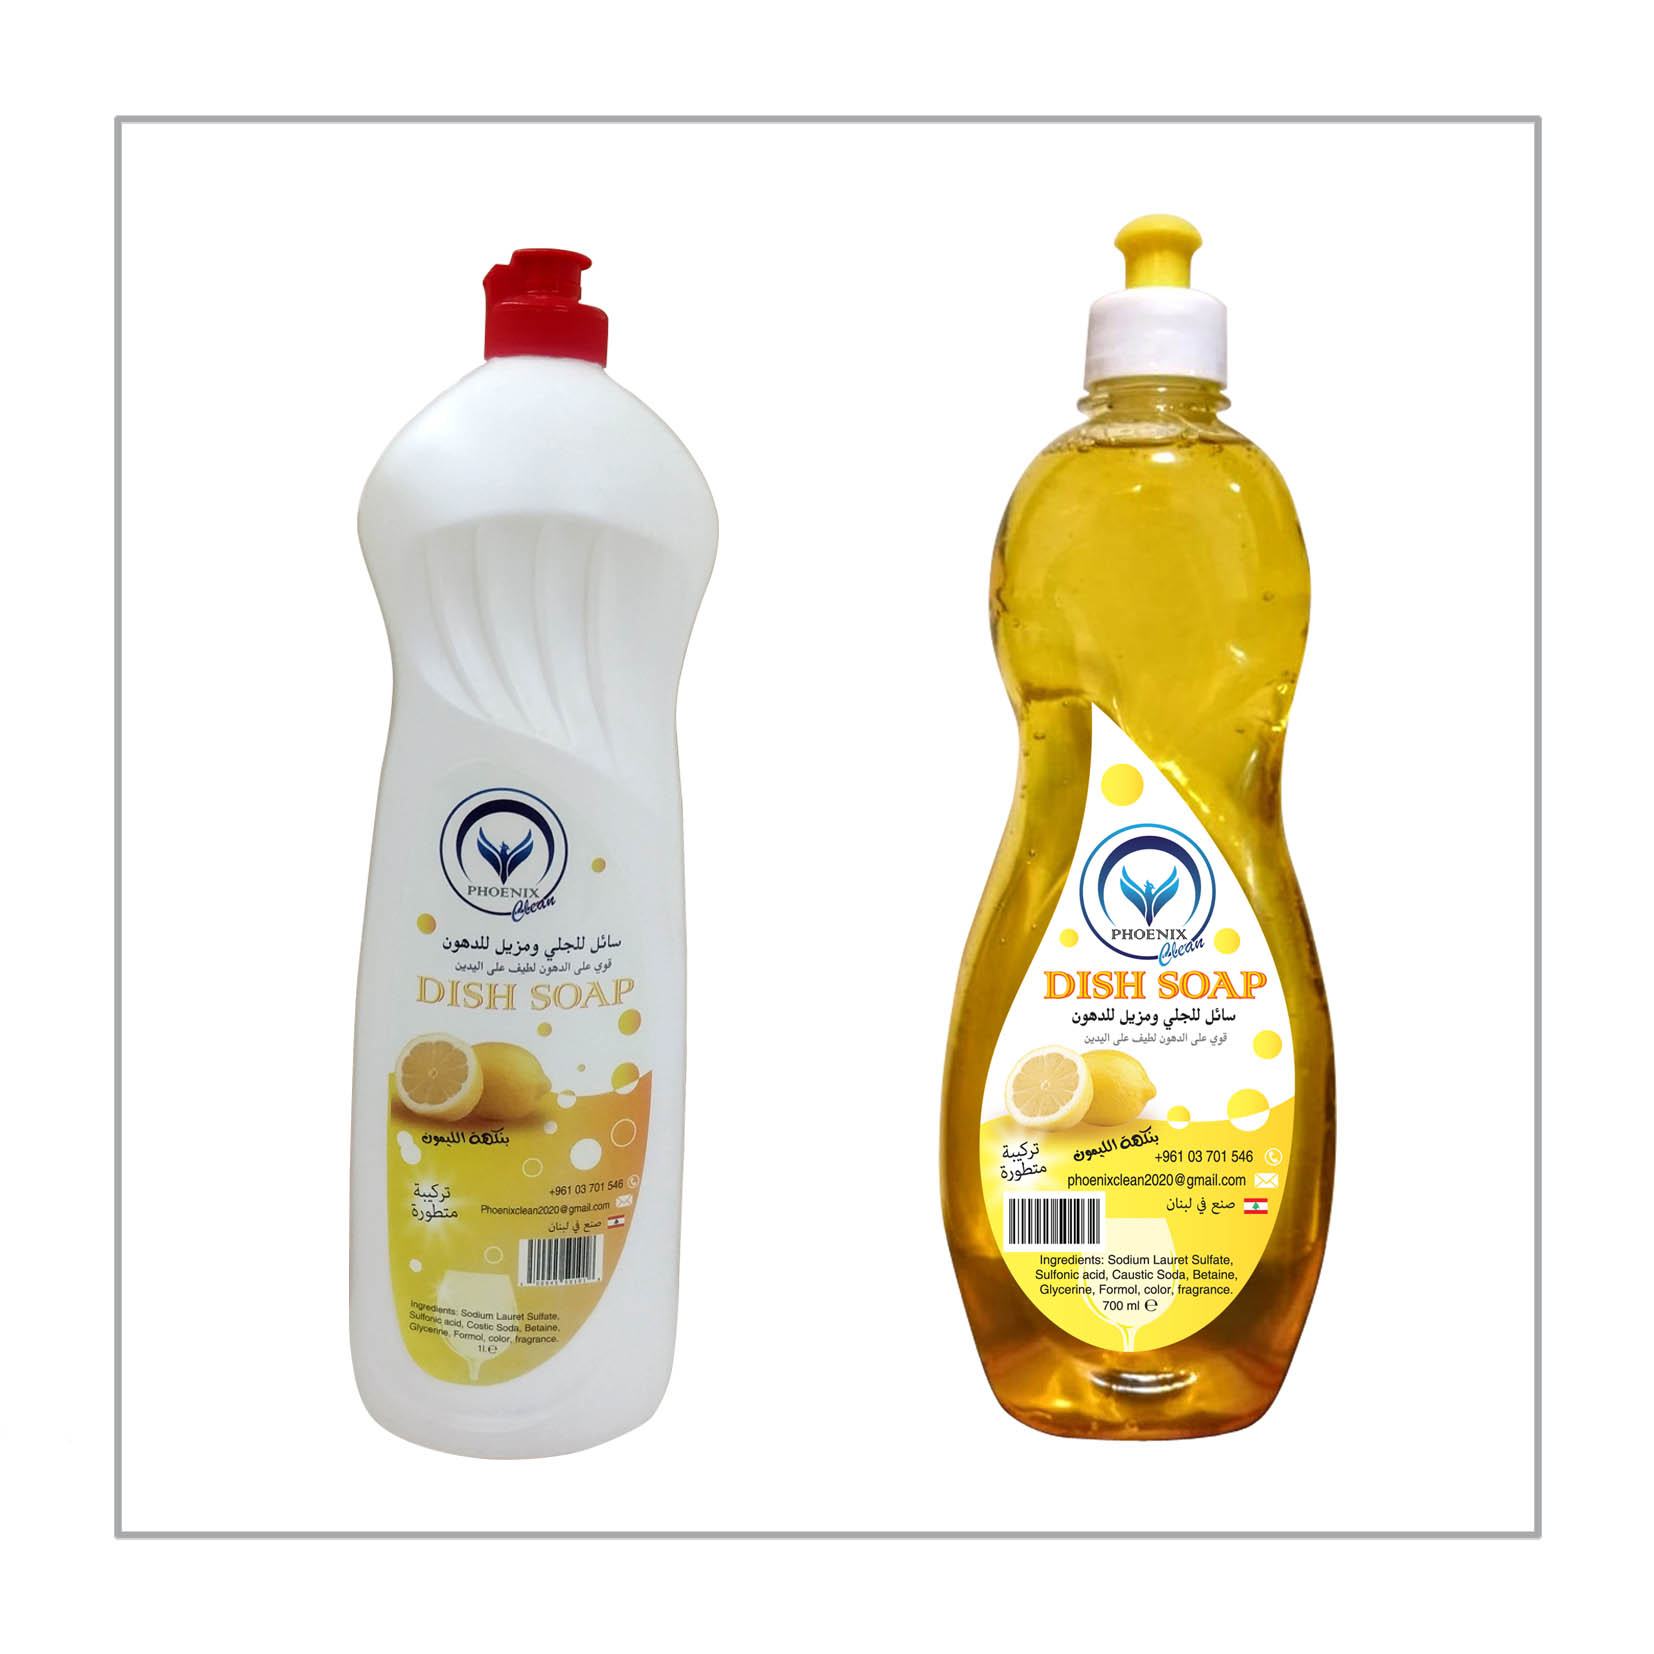 PHOENIX
Clean
سائل للجلي ومزيل للدهون
قوي على الدهون لطيف على اليدين
DISH SOAP
بنكهة الليمون
تركيبة
متطورة
+961 03 701 546
Phoenixclean2020@gmail.com
صنع في لبنان
Ingredients: Sodium Lauret Sulfate,
Sulfonic acid, Costic Soda, Betaine,
Glycerine, Formol, color, fragrance.
1L ℮
PHOENIX
Clean
DISH SOAP
سائل للجلي ومزيل للدهون
قوي على الدهون لطيف على اليدين
بنكهة الليمون
تركيبة
متطورة
+961 03 701 546
phoenixclean2020@gmail.com
صنع في لبنان
Ingredients: Sodium Lauret Sulfate,
Sulfonic acid, Caustic Soda, Betaine,
Glycerine, Formol, color, fragrance.
700 ml ℮